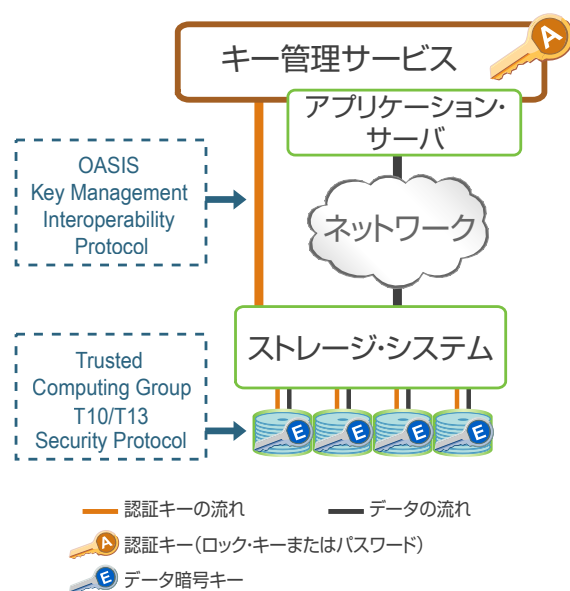 キー管理サービス
A
アプリケーション・
サーバ
OASIS
Key Management
Interoperability
Protocol
ネットワーク
ストレージ・システム
Trusted
Computing Group
T10/T13
Security Protocol
E
E
E
E
認証キーの流れ
データの流れ
A
認証キー(ロック・キーまたはパスワード)
E
データ暗号キー